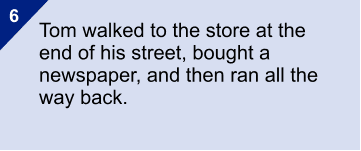 6
Tom walked to the store at the
end of his street, bought a
newspaper, and then ran all the
way back.